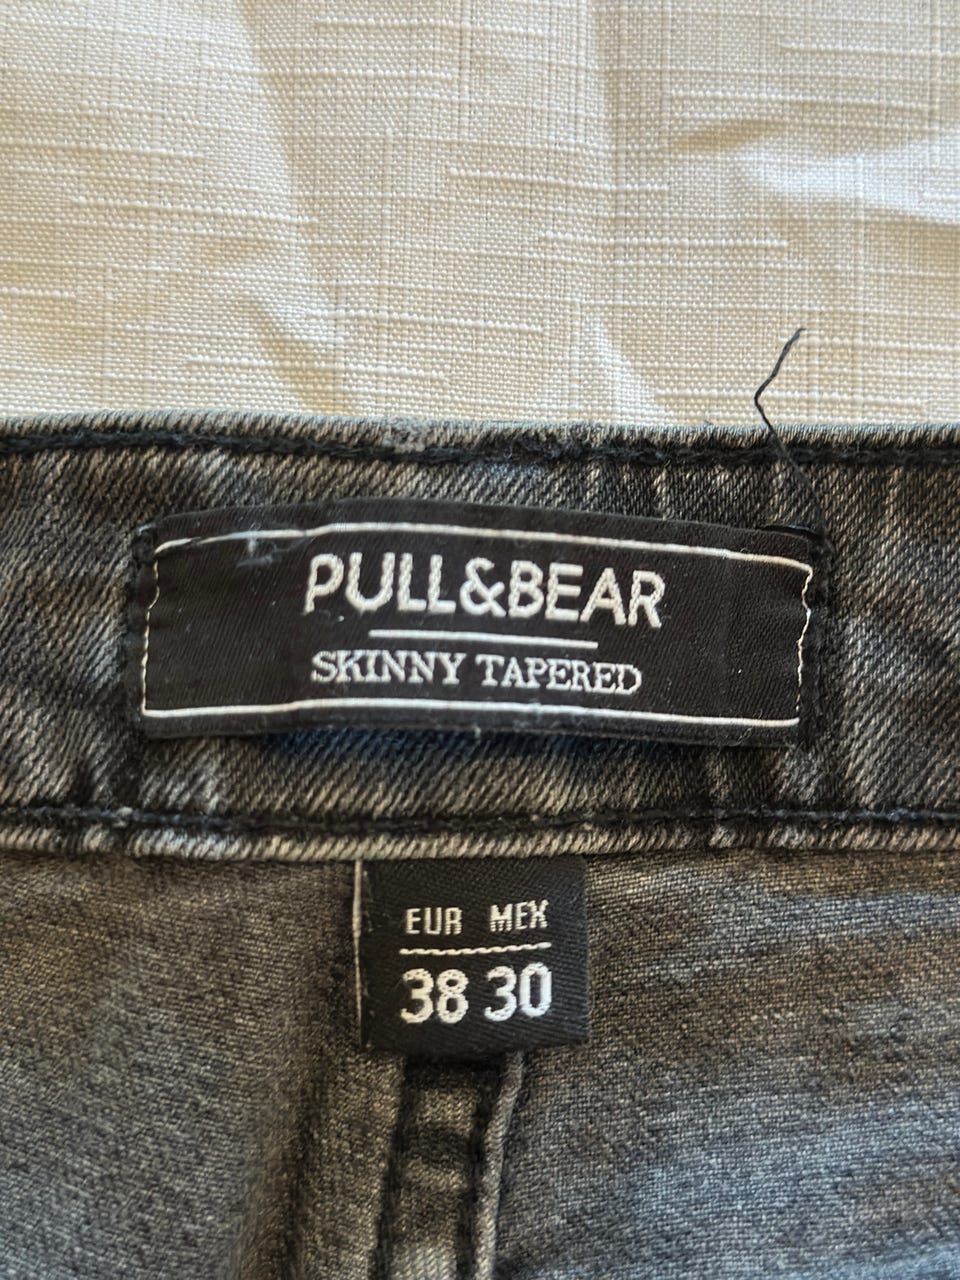 PULL&BEAR
SKINNY TAPERED
EUR MEX
38 30